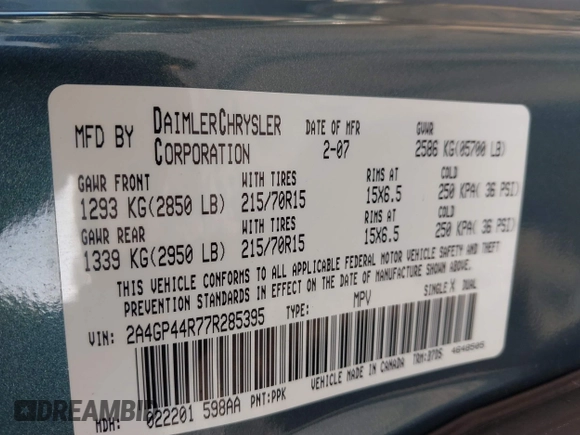 MFD BY DAIMLERCHRYSLER CORPORATION DATE OF MFR 2-07 GVWR 2586 KG(05700 LB)
GAWR FRONT WITH TIRES RIMS AT COLD
1293 KG(2850 LB) 215/70R15 15X6.5 250 KPA( 36 PSI)
GAWR REAR WITH TIRES RIMS AT COLD
1339 KG(2950 LB) 215/70R15 15X6.5 250 KPA( 36 PSI)
THIS VEHICLE CONFORMS TO ALL APPLICABLE FEDERAL MOTOR VEHICLE SAFETY AND THEFT
PREVENTION STANDARDS IN EFFECT ON THE DATE OF MANUFACTURE SHOWN ABOVE.
VIN: 2A4GP44R77R285395 TYPE: MPV SINGLE X DUAL
MDH: 022201 598AA PNT:PPK VEHICLE MADE IN CANADA TRM:D7D5 4648505
DREAMBID